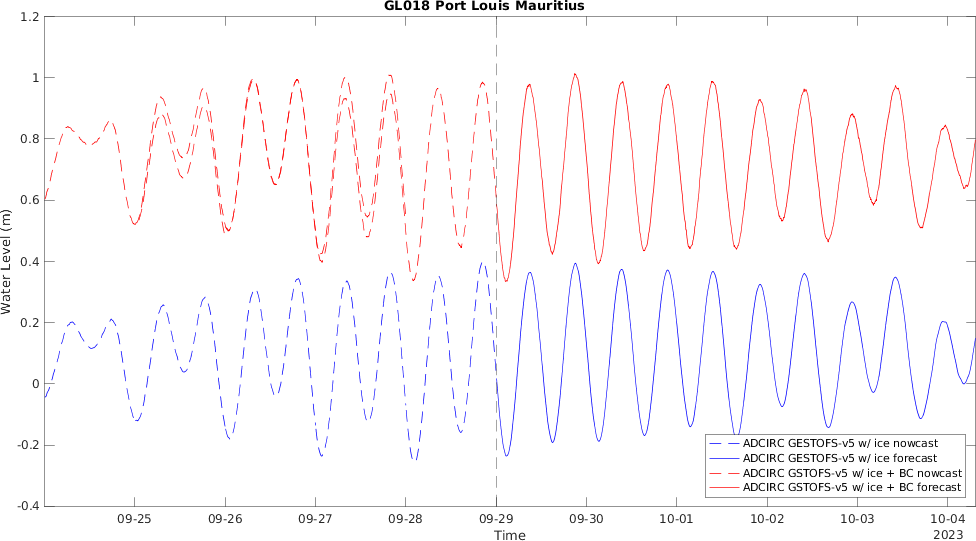 GL018 Port Louis Mauritius
1.2
1
0.8
0.6
0.4
0.2
0
-0.2
-0.4
Water Level (m)
ADCIRC GESTOFS-v5 w/ ice nowcast
ADCIRC GESTOFS-v5 w/ ice forecast
ADCIRC GSTOFS-v5 w/ ice + BC nowcast
ADCIRC GSTOFS-v5 w/ ice + BC forecast
09-25 09-26 09-27 09-28 09-29 09-30 10-01 10-02 10-03 10-04
2023
Time